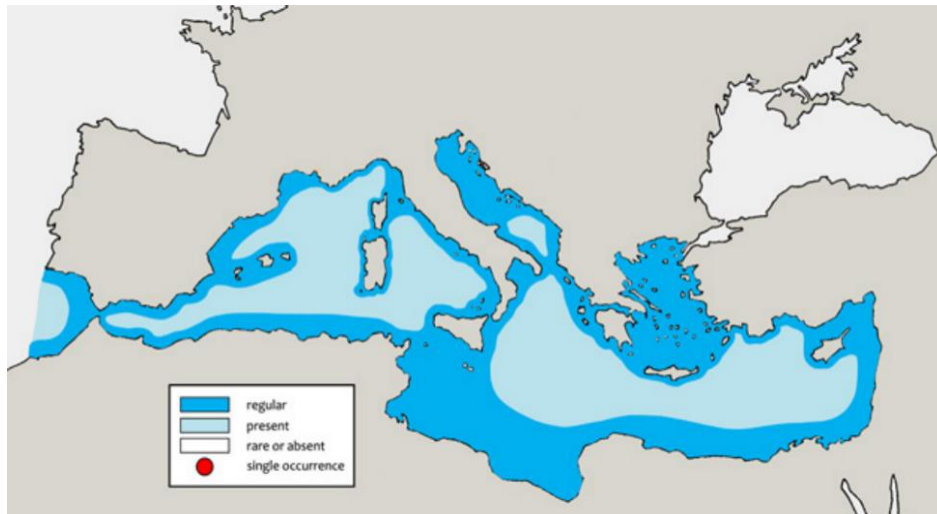 regular
present
rare or absent
single occurrence